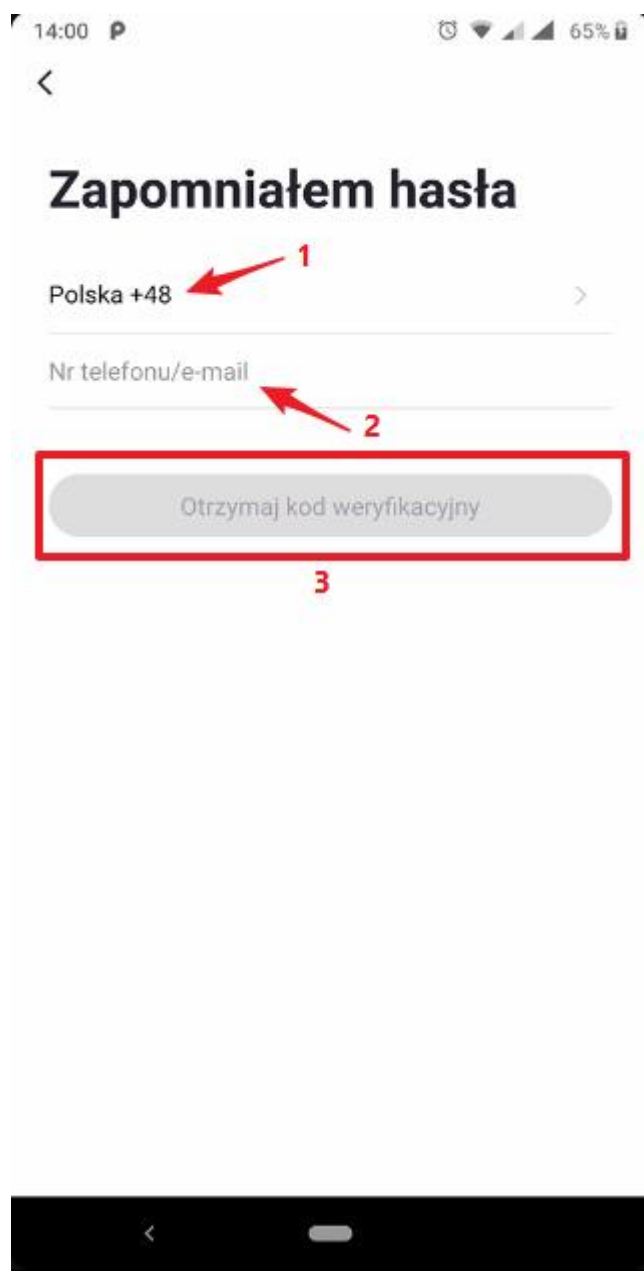 14:00 P 65%
Zapomniałem hasła
1
Polska +48
Nr telefonu/e-mail
2
Otrzymaj kod weryfikacyjny
3